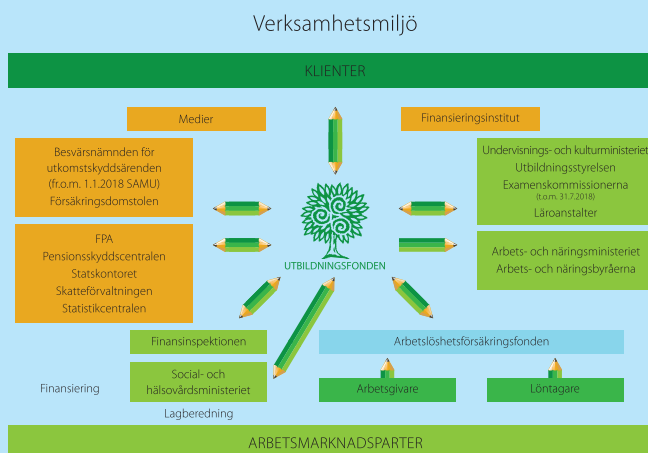 Verksamhetsmiljö
KLIENTER
Medier
Finansieringsinstitut
Besvärsnämnden för
utkomstskyddsärenden
(fr.o.m. 1.1.2018 SAMU)
Försäkringsdomstolen
Undervisnings- och kulturministeriet
Utbildningsstyrelsen
Examenskommissionerna
(t.o.m. 31.7.2018)
Läroanstalter
FPA
Pensionsskyddscentralen
Statskontoret
Skatteförvaltningen
Statistikcentralen
UTBILDNINGSFONDEN
Arbets- och näringsministeriet
Arbets- och näringsbyråerna
Finansinspektionen
Arbetslöshetsförsäkringsfonden
Finansiering
Social- och
hälsovårdsministeriet
Arbetsgivare
Löntagare
Lagberedning
ARBETSMARKNADSPARTER